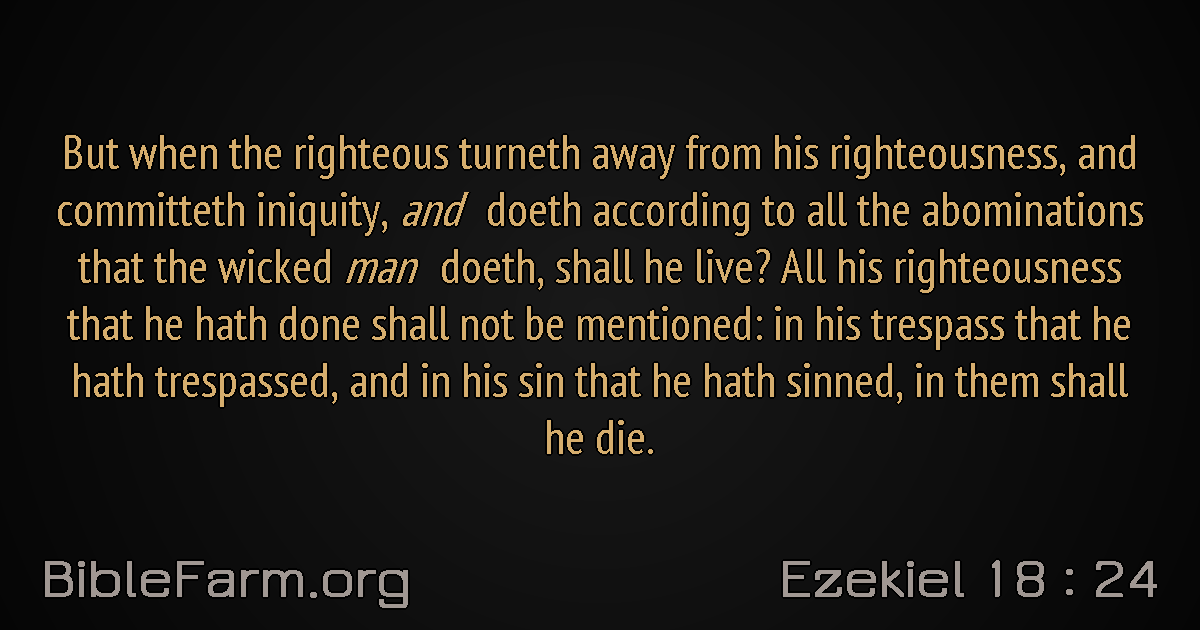 But when the righteous turneth away from his righteousness, and
committeth iniquity, and doeth according to all the abominations
that the wicked man doeth, shall he live? All his righteousness
that he hath done shall not be mentioned: in his trespass that he
hath trespassed, and in his sin that he hath sinned, in them shall
he die.
BibleFarm.org
Ezekiel 18 : 24